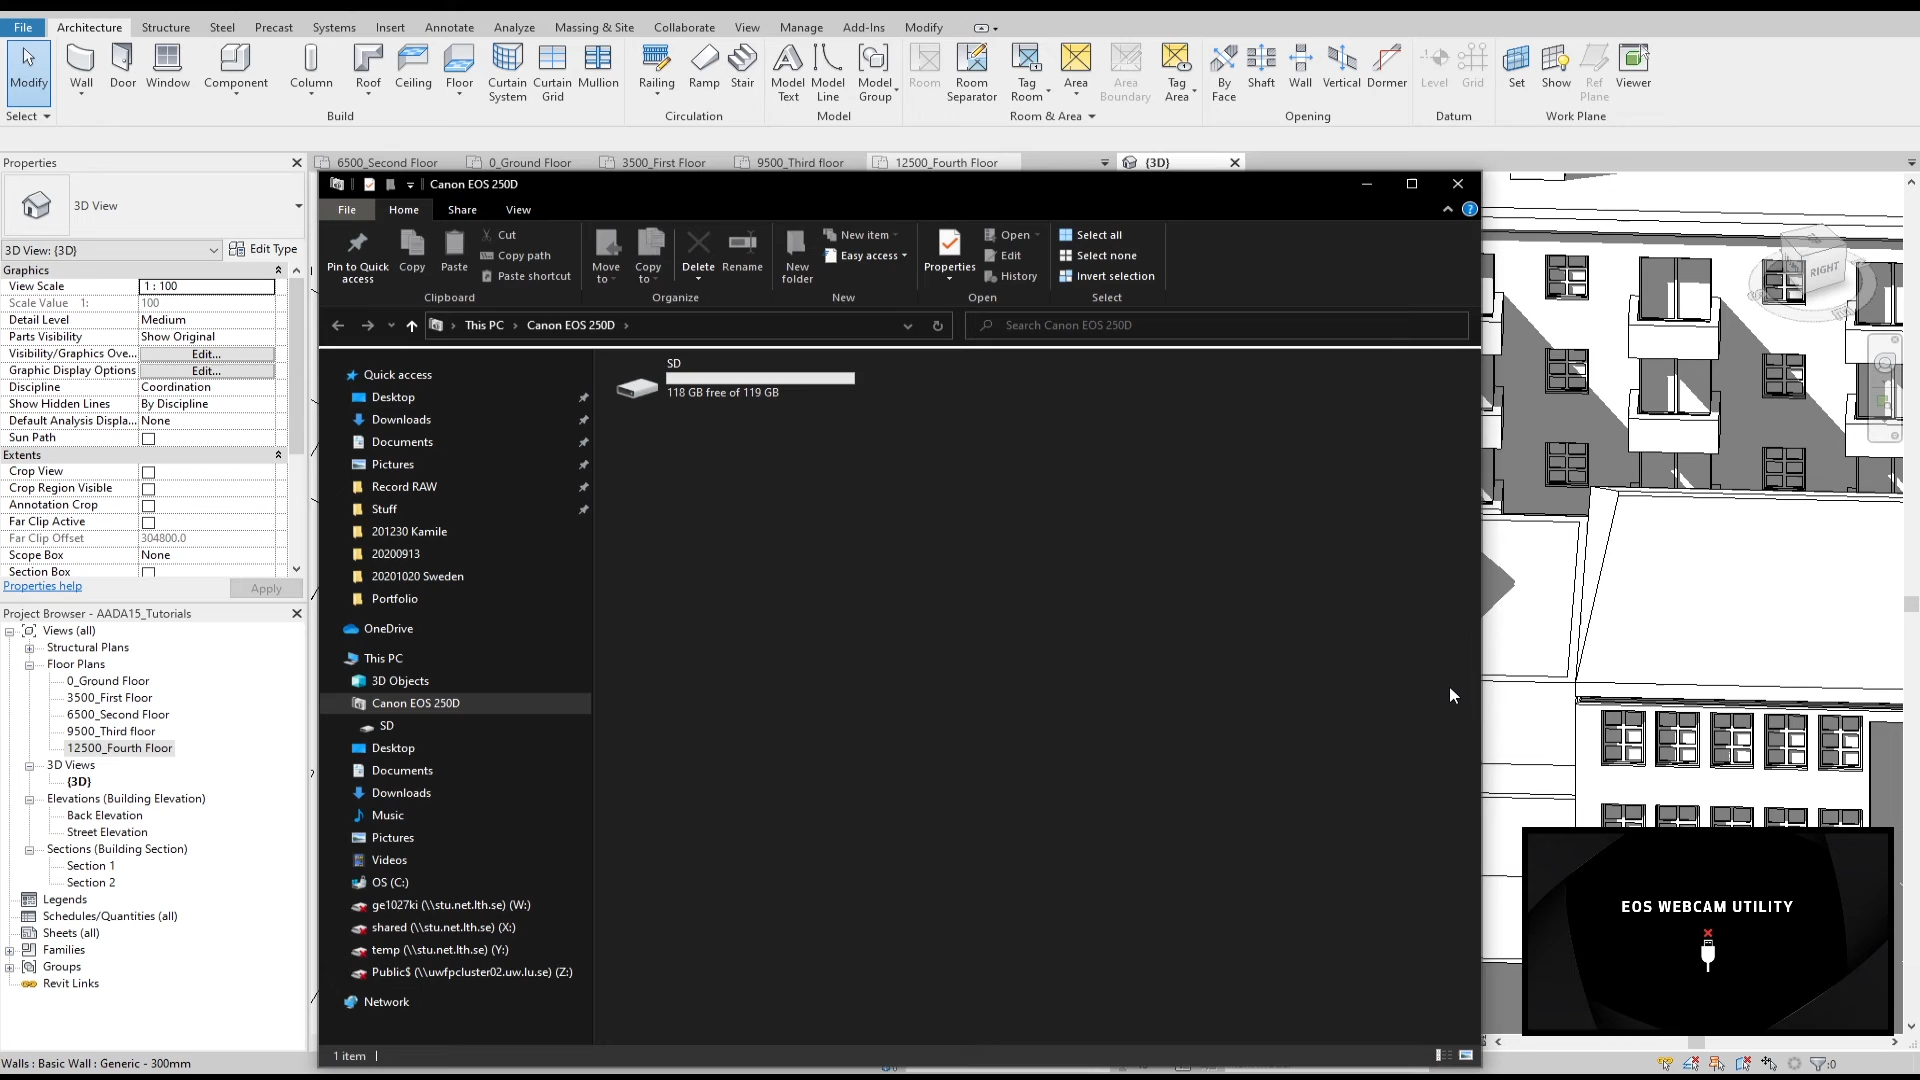 File Architecture Structure Steel Precast Systems Insert Annotate Analyze Massing & Site Collaborate View Manage Add-Ins Modify
Modify Wall Door Window Component Column Roof Ceiling Floor Curtain System Curtain Grid Mullion Railing Ramp Stair Model Text Model Line Model Group Room Room Separator Tag Room Area Area Boundary Tag Area By Face Shaft Wall Vertical Dormer Level Grid Set Show Ref Plane Viewer
Select Build Circulation Model Room & Area Opening Datum Work Plane
Properties
6500_Second Floor 0_Ground Floor 3500_First Floor 9500_Third floor 12500_Fourth Floor {3D}
3D View
3D View: {3D} Edit Type
Graphics
View Scale 1 : 100
Scale Value 1: 100
Detail Level Medium
Parts Visibility Show Original
Visibility/Graphics Ove... Edit...
Graphic Display Options Edit...
Discipline Coordination
Show Hidden Lines By Discipline
Default Analysis Displa... None
Sun Path
Extents
Crop View
Crop Region Visible
Annotation Crop
Far Clip Active
Far Clip Offset 304800.0
Scope Box None
Section Box
Properties help Apply
Project Browser - AADA15_Tutorials
Views (all)
Structural Plans
Floor Plans
0_Ground Floor
3500_First Floor
6500_Second Floor
9500_Third floor
12500_Fourth Floor
3D Views
{3D}
Elevations (Building Elevation)
Back Elevation
Street Elevation
Sections (Building Section)
Section 1
Section 2
Legends
Schedules/Quantities (all)
Sheets (all)
Families
Groups
Revit Links
Walls : Basic Wall : Generic - 300mm
Canon EOS 250D
File Home Share View
Pin to Quick access Copy Paste Cut Copy path Paste shortcut Move to Copy to Delete Rename New folder New item Easy access Properties Open Edit History Select all Select none Invert selection
Clipboard Organize New Open Select
This PC Canon EOS 250D Search Canon EOS 250D
Quick access
Desktop
Downloads
Documents
Pictures
Record RAW
Stuff
201230 Kamile
20200913
20201020 Sweden
Portfolio
OneDrive
This PC
3D Objects
Canon EOS 250D
SD
Desktop
Documents
Downloads
Music
Pictures
Videos
OS (C:)
ge1027ki (\\stu.net.lth.se) (W:)
shared (\\stu.net.lth.se) (X:)
temp (\\stu.net.lth.se) (Y:)
Public$ (\\uwfpcluster02.uw.lu.se) (Z:)
Network
SD
118 GB free of 119 GB
1 item
RIGHT
EOS WEBCAM UTILITY
:0